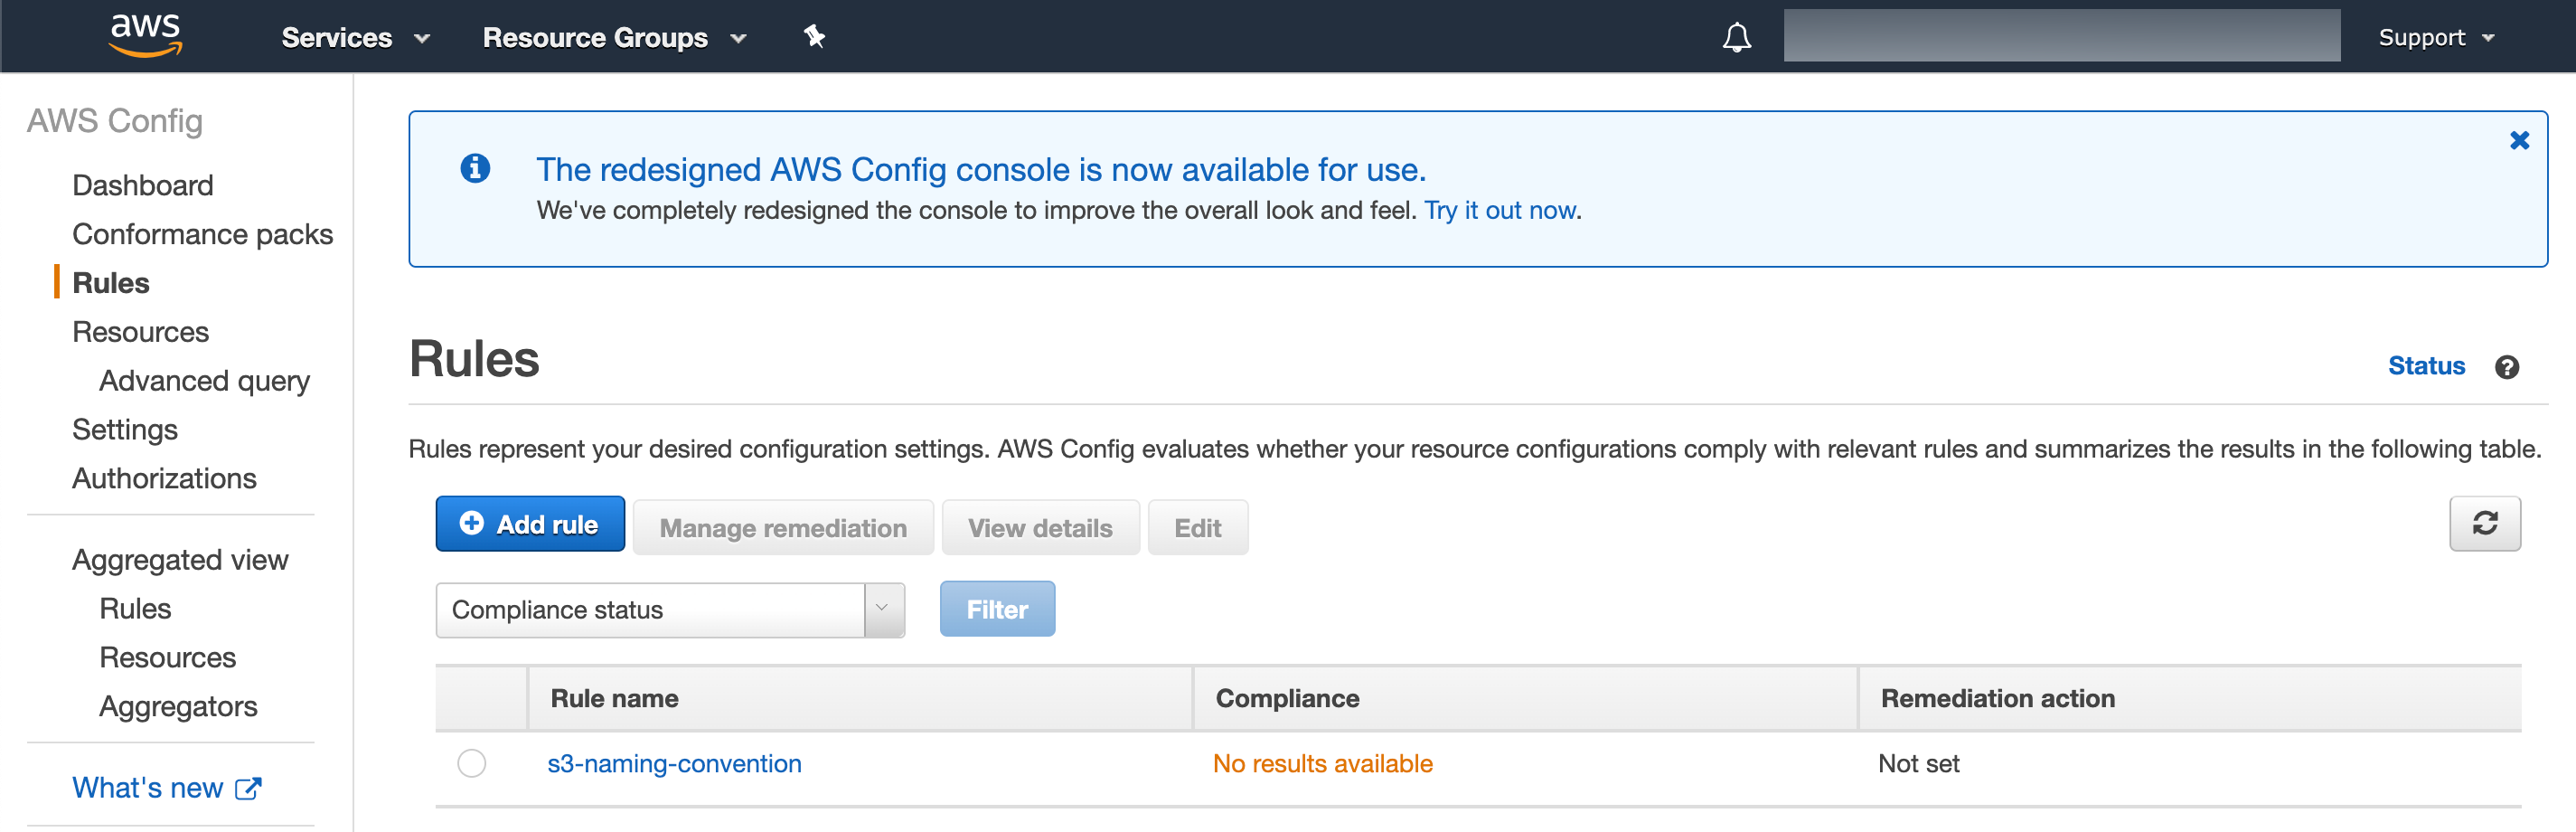 aws
Services
Resource Groups
Support
AWS Config
Dashboard
Conformance packs
Rules
Resources
Advanced query
Settings
Authorizations
Aggregated view
Rules
Resources
Aggregators
What's new
The redesigned AWS Config console is now available for use.
We've completely redesigned the console to improve the overall look and feel. Try it out now.
Rules
Status
Rules represent your desired configuration settings. AWS Config evaluates whether your resource configurations comply with relevant rules and summarizes the results in the following table.
Add rule
Manage remediation
View details
Edit
Compliance status
Filter
Rule name
Compliance
Remediation action
s3-naming-convention
No results available
Not set